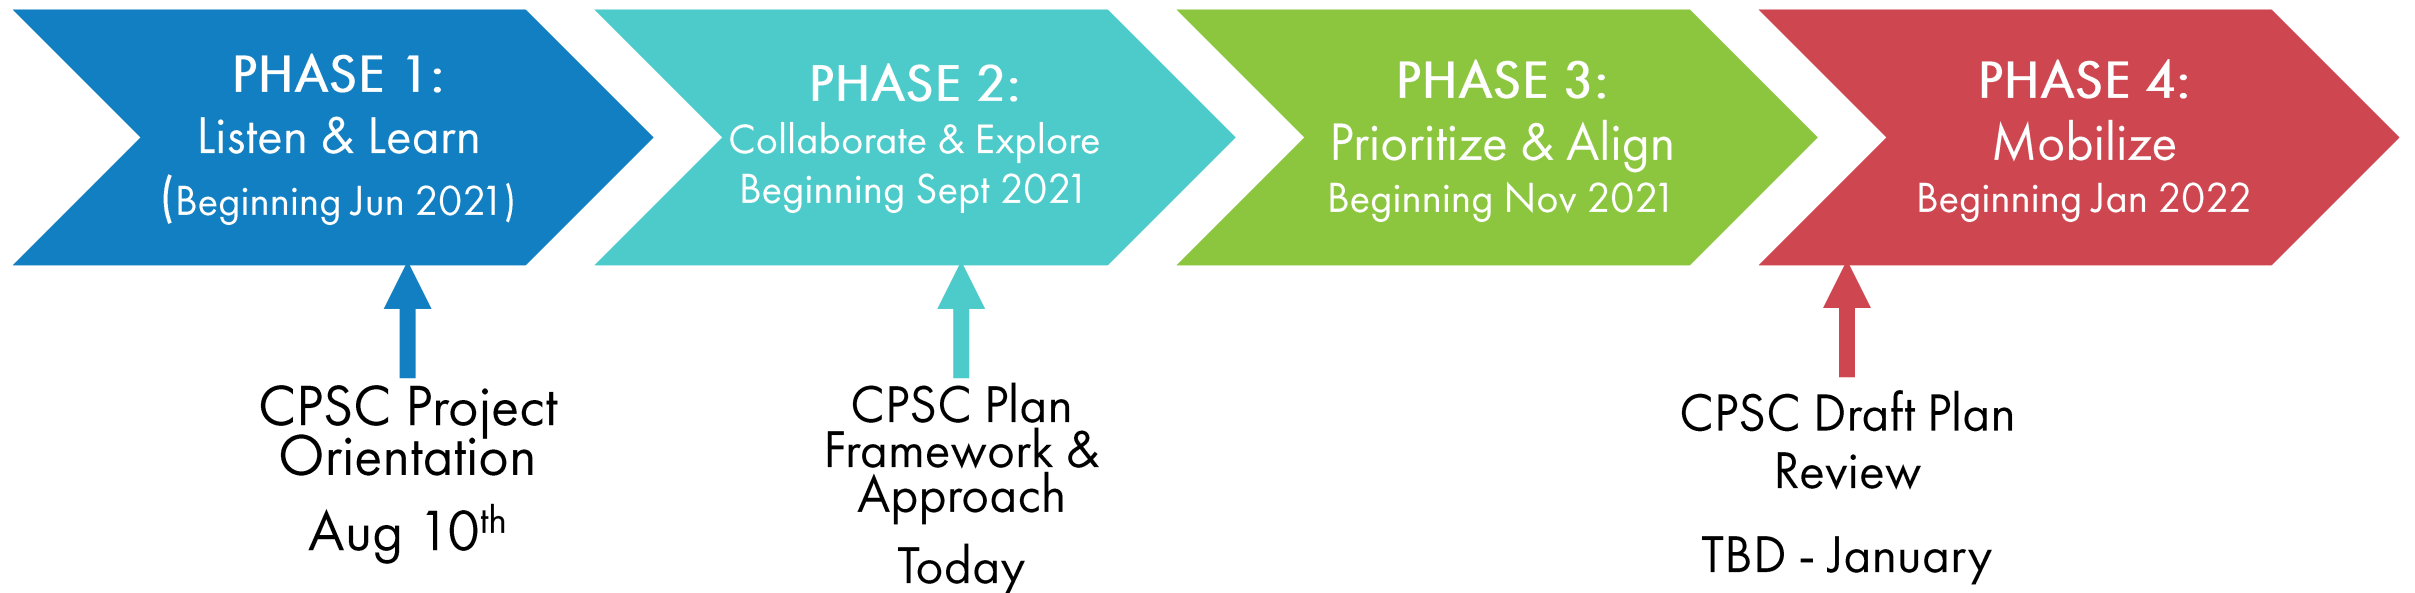 PHASE 1:
Listen & Learn
(Beginning Jun 2021)
PHASE 2:
Collaborate & Explore
Beginning Sept 2021
PHASE 3:
Prioritize & Align
Beginning Nov 2021
PHASE 4:
Mobilize
Beginning Jan 2022
CPSC Project
Orientation
Aug 10th
CPSC Plan
Framework &
Approach
Today
CPSC Draft Plan
Review
TBD - January